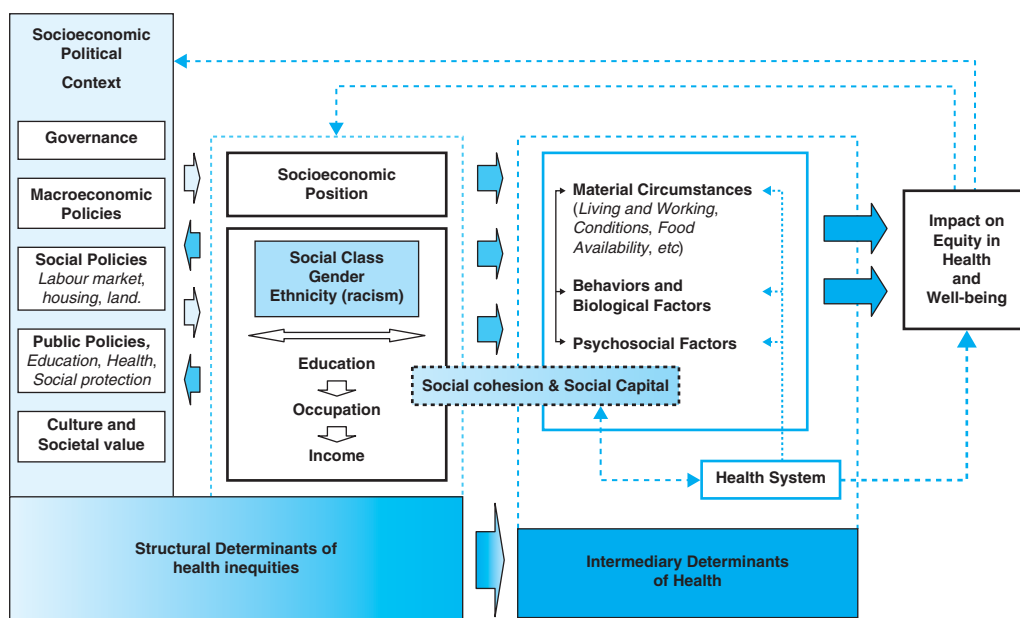 Socioeconomic
Political
Context
Governance
Macroeconomic
Policies
Social Policies
Labour market,
housing, land.
Public Policies,
Education, Health,
Social protection
Culture and
Societal value
Socioeconomic
Position
Social Class
Gender
Ethnicity (racism)
Education
Occupation
Income
Social cohesion & Social Capital
Material Circumstances
(Living and Working,
Conditions, Food
Availability, etc)
Behaviors and
Biological Factors
Psychosocial Factors
Health System
Impact on
Equity in
Health
and
Well-being
Structural Determinants of
health inequities
Intermediary Determinants
of Health